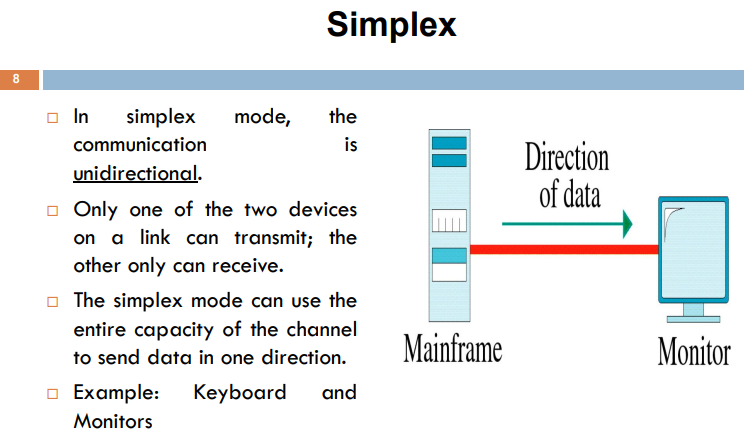 Simplex
8
In simplex mode, the
communication is
unidirectional.
Only one of the two devices
on a link can transmit; the
other only can receive.
The simplex mode can use the
entire capacity of the channel
to send data in one direction.
Example: Keyboard and
Monitors
Direction
of data
Mainframe
Monitor